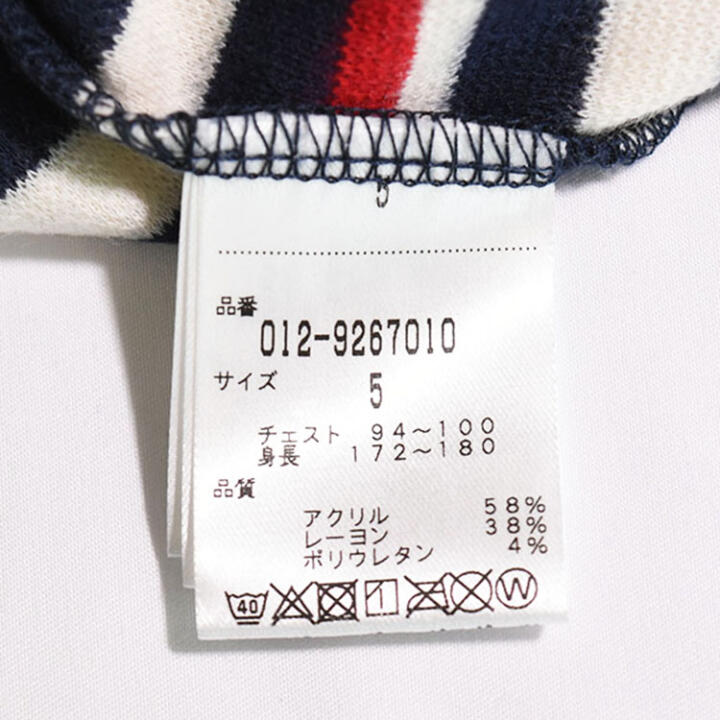 5
品番
012-9267010
サイズ 5
チェスト 94～100
身長 172～180
品質
アクリル 58%
レーヨン 38%
ポリウレタン 4%
40 W